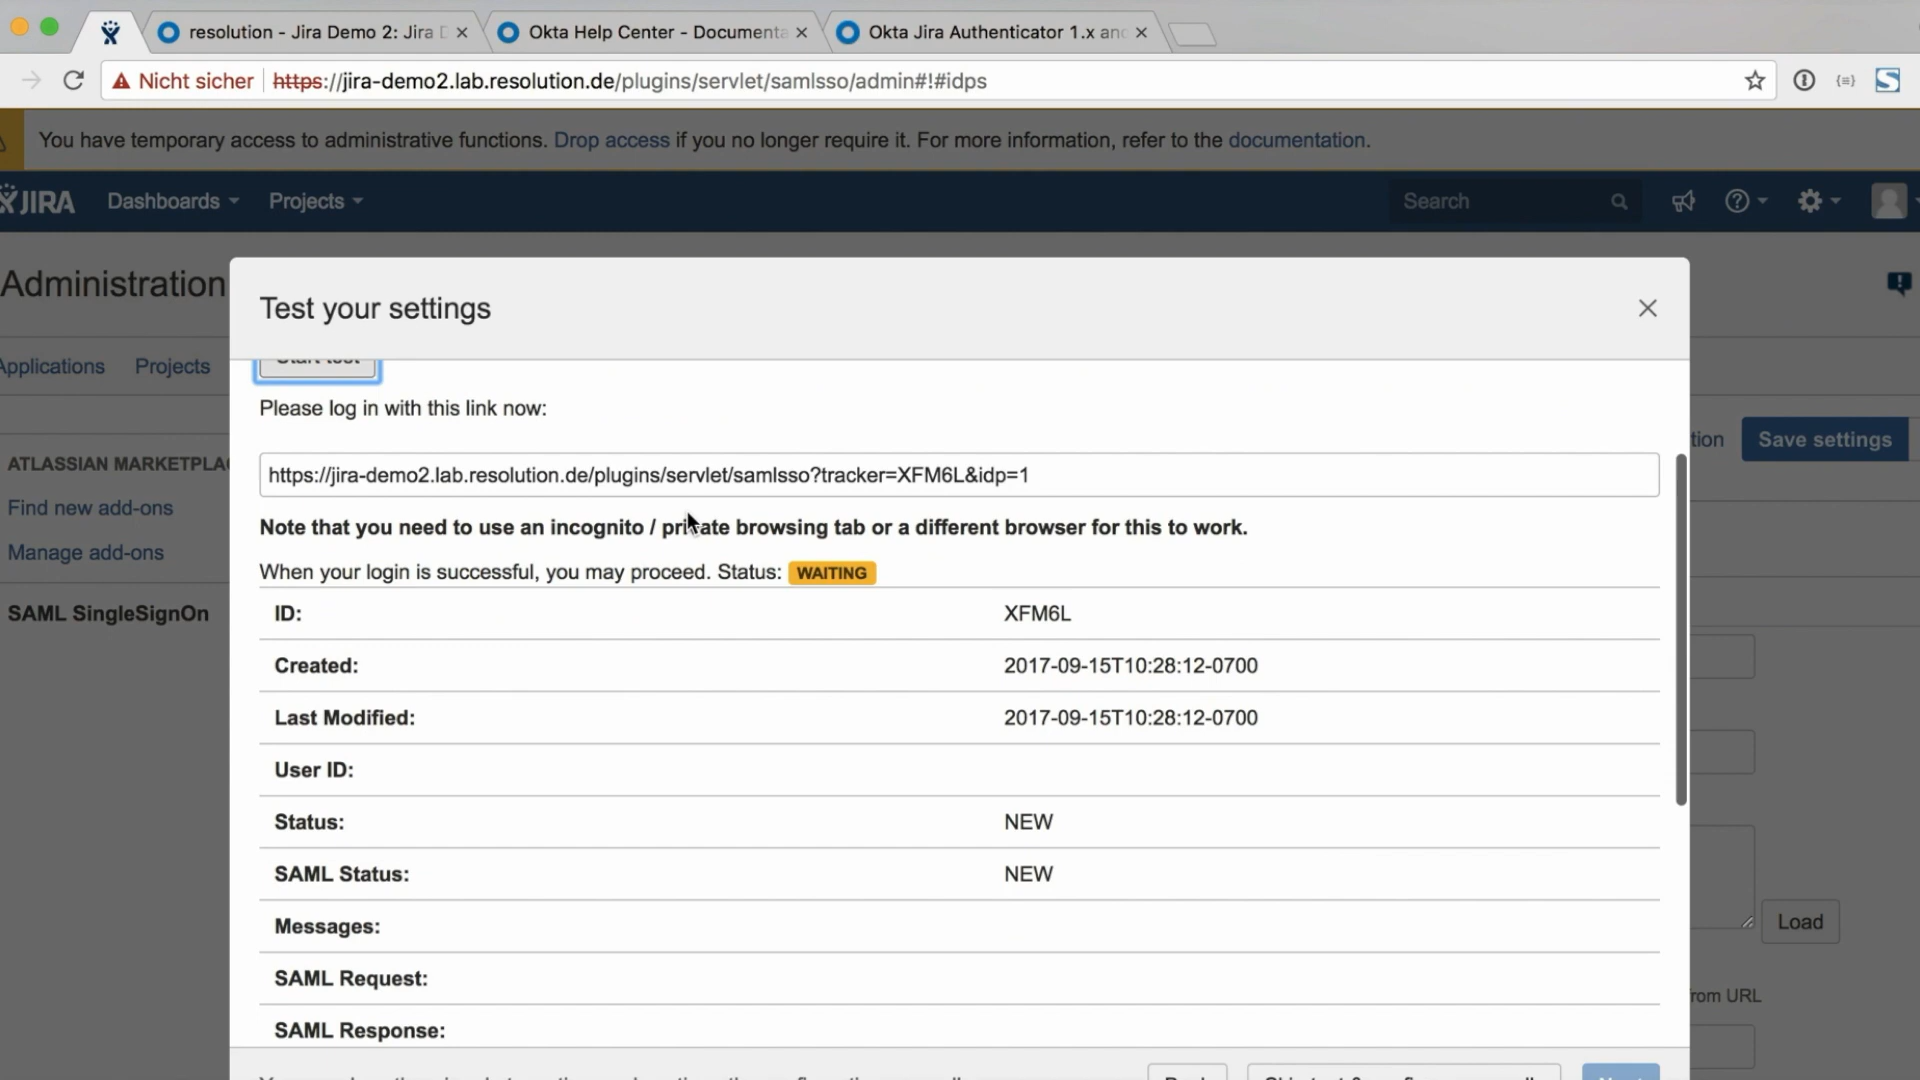 resolution - Jira Demo 2: Jira D
Okta Help Center - Documenta
Okta Jira Authenticator 1.x and
Nicht sicher
https://jira-demo2.lab.resolution.de/plugins/servlet/samlsso/admin#!#idps
You have temporary access to administrative functions. Drop access if you no longer require it. For more information, refer to the documentation.
JIRA
Dashboards
Projects
Search
Administration
Test your settings
Applications
Projects
Start test
Please log in with this link now:
tion
Save settings
ATLASSIAN MARKETPLA
https://jira-demo2.lab.resolution.de/plugins/servlet/samlsso?tracker=XFM6L&idp=1
Find new add-ons
Note that you need to use an incognito / private browsing tab or a different browser for this to work.
Manage add-ons
When your login is successful, you may proceed. Status: WAITING
SAML SingleSignOn
ID: XFM6L
Created: 2017-09-15T10:28:12-0700
Last Modified: 2017-09-15T10:28:12-0700
User ID:
Status: NEW
SAML Status: NEW
Load
Messages:
SAML Request:
rom URL
SAML Response: